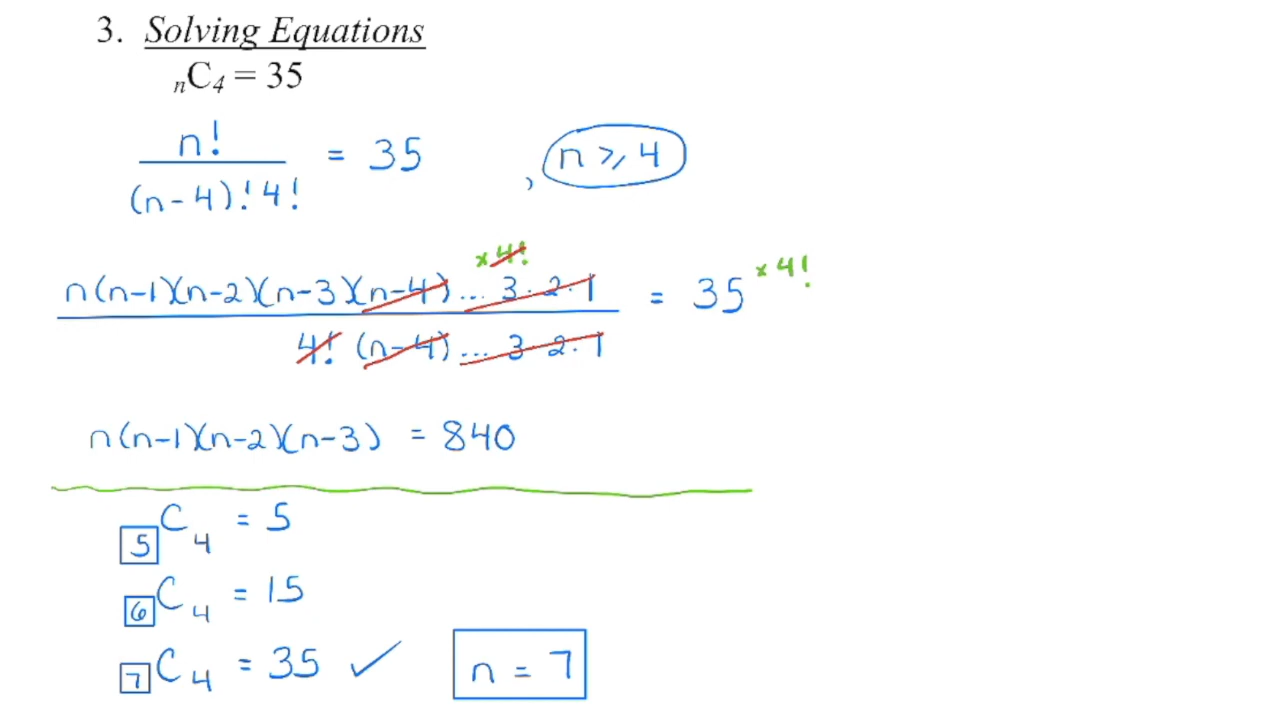 3. Solving Equations
nC4 = 35
n! / (n-4)!4! = 35 , n ≥ 4
×4! ×4!
n(n-1)(n-2)(n-3)(n-4) ... 3 · 2 · 1 = 35
4! (n-4) ... 3 · 2 · 1
n(n-1)(n-2)(n-3) = 840
5C4 = 5
6C4 = 15
7C4 = 35 ✓ n = 7